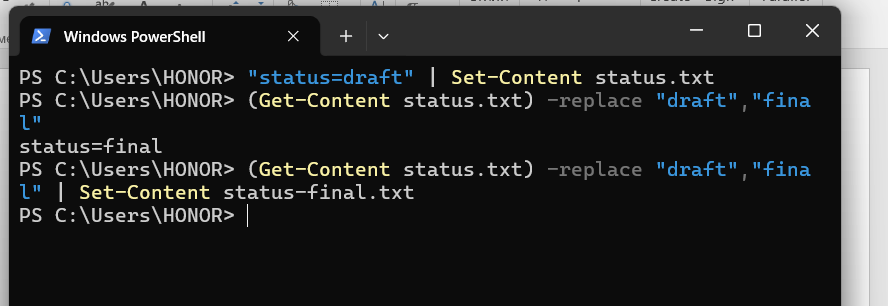 Windows PowerShell
PS C:\Users\HONOR> "status=draft" | Set-Content status.txt
PS C:\Users\HONOR> (Get-Content status.txt) -replace "draft","fina
l"
status=final
PS C:\Users\HONOR> (Get-Content status.txt) -replace "draft","fina
l" | Set-Content status-final.txt
PS C:\Users\HONOR>